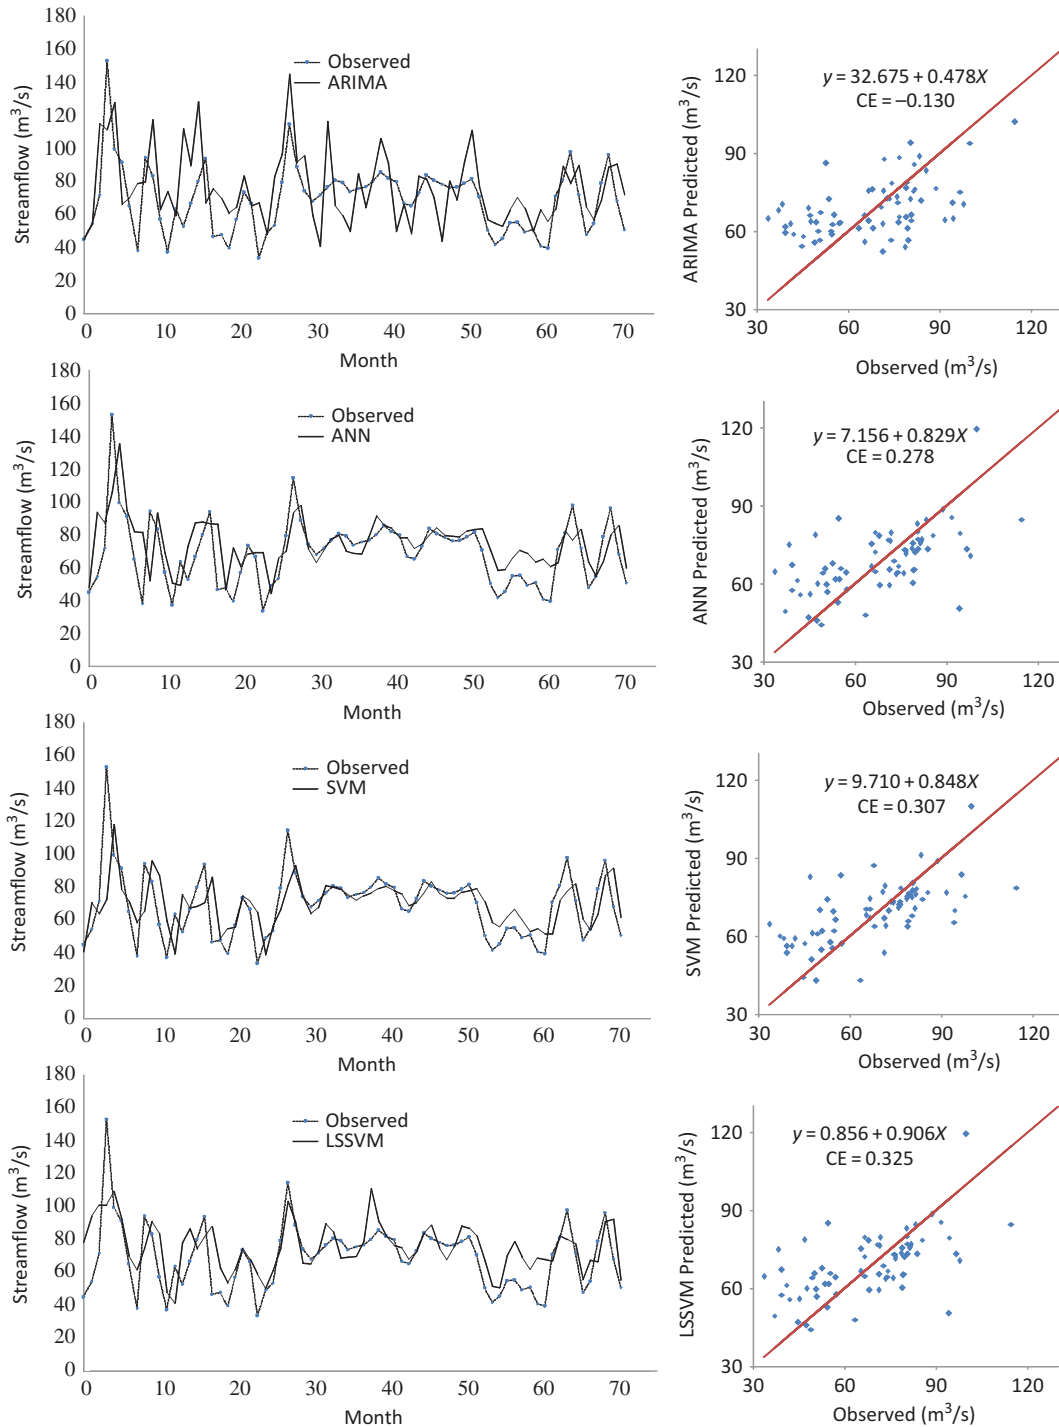 180
160
140
120
100
80
60
40
20
0
Streamflow (m³/s)
Observed
ARIMA
0 10 20 30 40 50 60 70
Month
120
90
60
30
ARIMA Predicted (m³/s)
y = 32.675 + 0.478X
CE = –0.130
30 60 90 120
Observed (m³/s)
180
160
140
120
100
80
60
40
20
0
Streamflow (m³/s)
Observed
ANN
0 10 20 30 40 50 60 70
Month
120
90
60
30
ANN Predicted (m³/s)
y = 7.156 + 0.829X
CE = 0.278
30 60 90 120
Observed (m³/s)
180
160
140
120
100
80
60
40
20
0
Streamflow (m³/s)
Observed
SVM
0 10 20 30 40 50 60 70
Month
120
90
60
30
SVM Predicted (m³/s)
y = 9.710 + 0.848X
CE = 0.307
30 60 90 120
Observed (m³/s)
180
160
140
120
100
80
60
40
20
0
Streamflow (m³/s)
Observed
LSSVM
0 10 20 30 40 50 60 70
Month
120
90
60
30
LSSVM Predicted (m³/s)
y = 0.856 + 0.906X
CE = 0.325
30 60 90 120
Observed (m³/s)